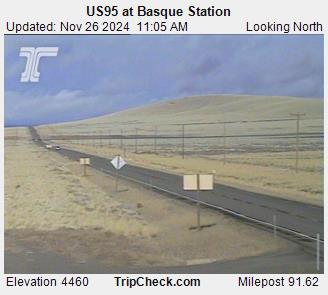 US95 at Basque Station
Updated: Nov 26 2024 11:05 AM Looking North
Elevation 4460 TripCheck.com Milepost 91.62